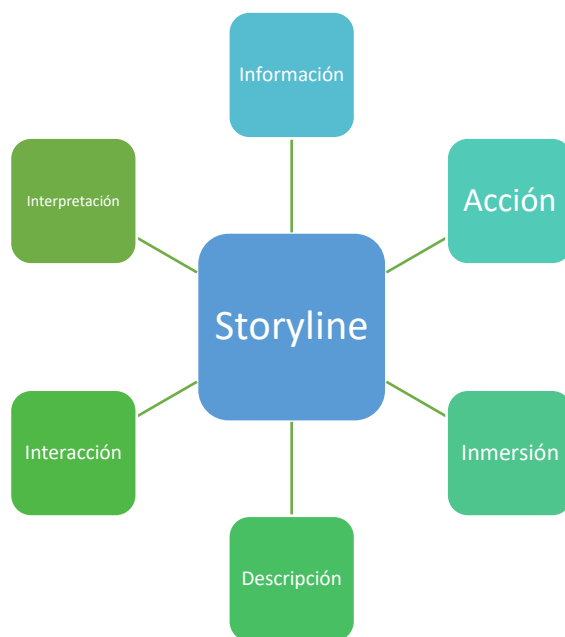 Información
Interpretación
Acción
Storyline
Interacción
Inmersión
Descripción